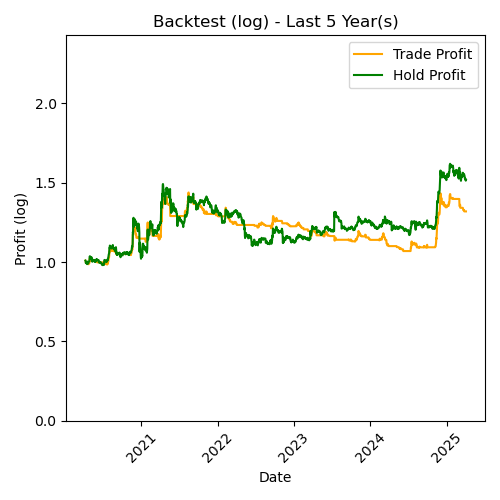 Backtest (log) - Last 5 Year(s)
Trade Profit
Hold Profit
Profit (log)
2.0
1.5
1.0
0.5
0.0
2021
2022
2023
2024
2025
Date